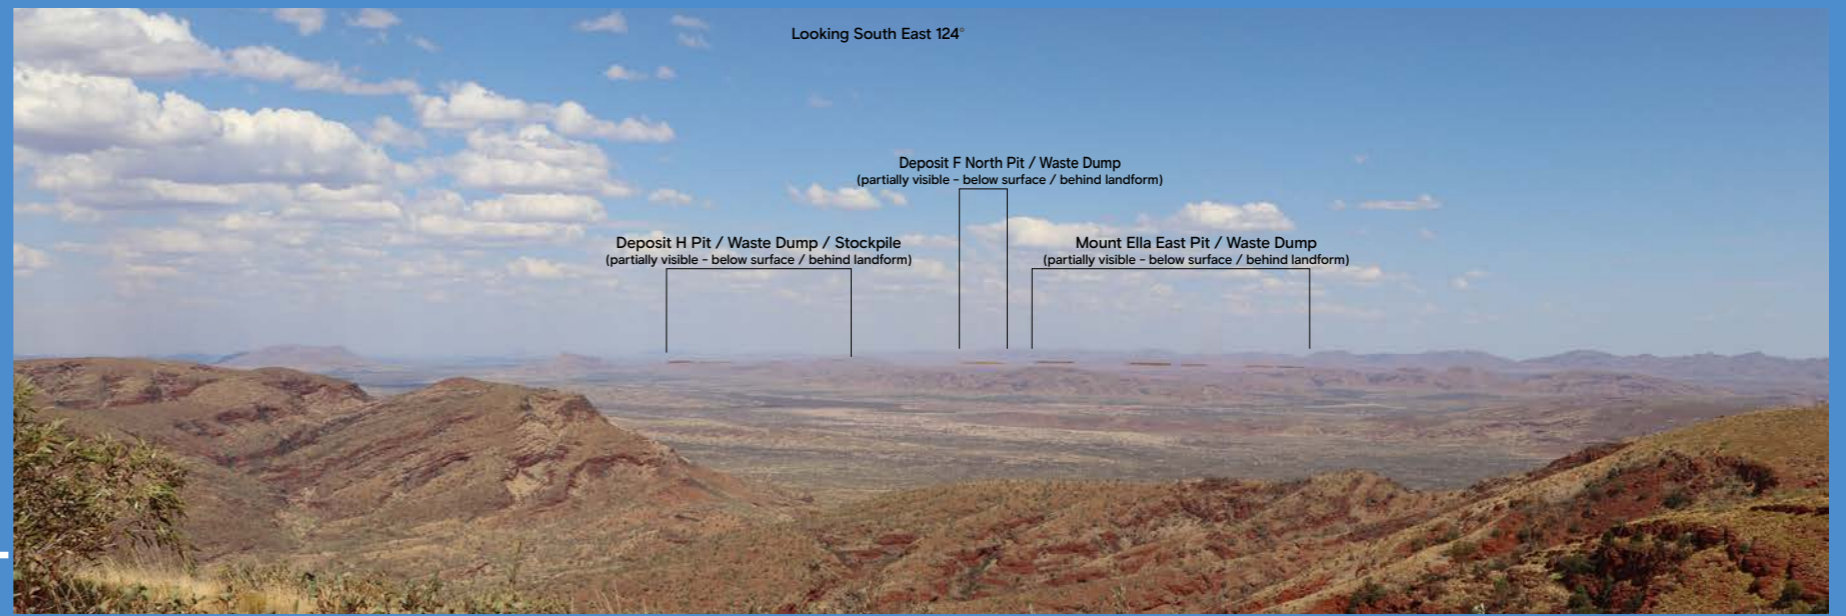 Looking South East 124°
Deposit F North Pit / Waste Dump
(partially visible - below surface / behind landform)
Deposit H Pit / Waste Dump / Stockpile
(partially visible - below surface / behind landform)
Mount Ella East Pit / Waste Dump
(partially visible - below surface / behind landform)